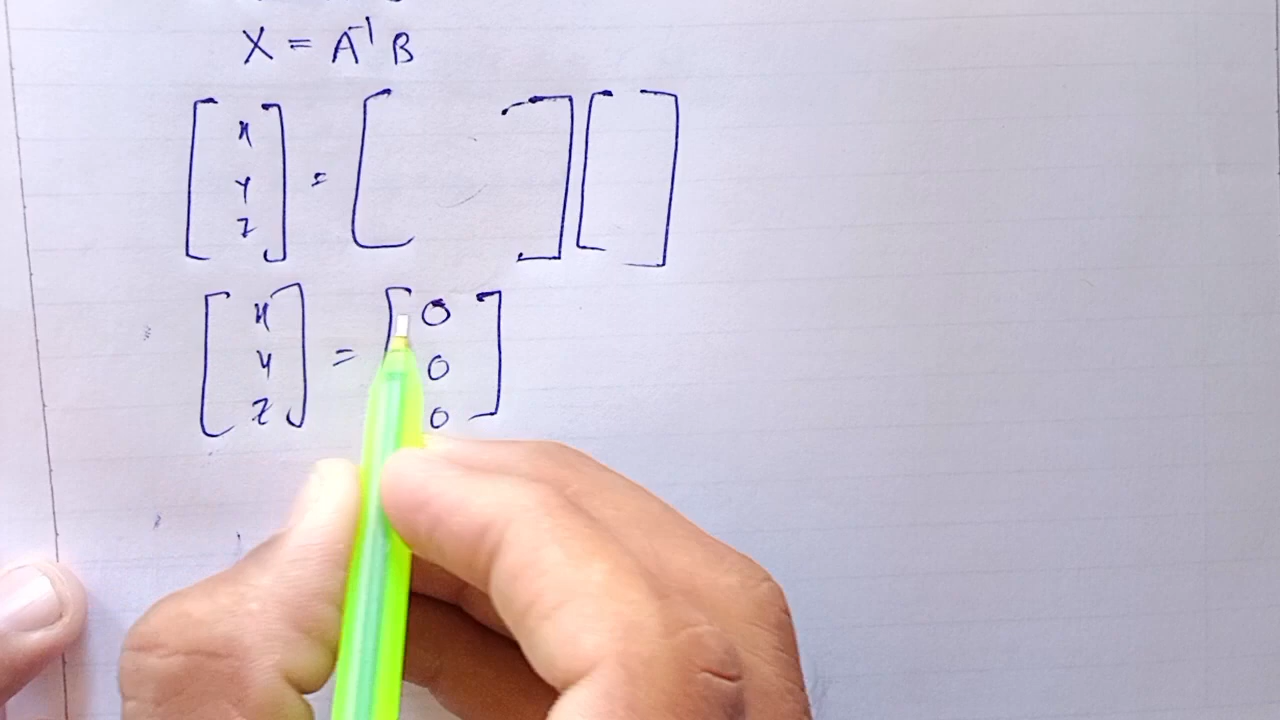 X = A⁻¹ B
[x y z] = [ ] [ ]
[x y z] = [0 0 0]